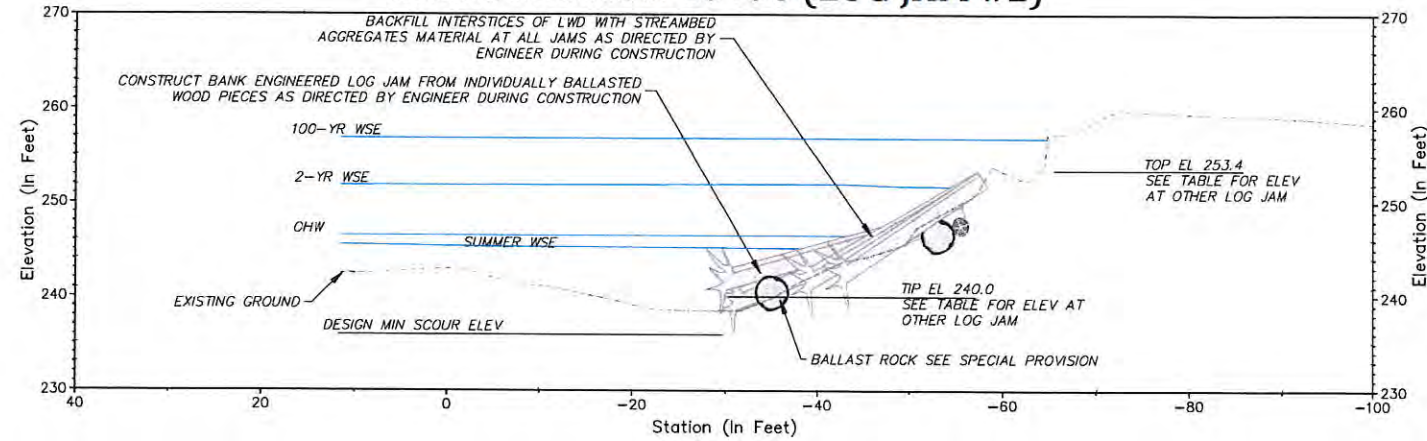 (LOG JAM #2)
270
260
250
240
230
Elevation (In Feet)
BACKFILL INTERSTICES OF LWD WITH STREAMBED
AGGREGATES MATERIAL AT ALL JAMS AS DIRECTED BY
ENGINEER DURING CONSTRUCTION
CONSTRUCT BANK ENGINEERED LOG JAM FROM INDIVIDUALLY BALLASTED
WOOD PIECES AS DIRECTED BY ENGINEER DURING CONSTRUCTION
100-YR WSE
2-YR WSE
OHW
SUMMER WSE
EXISTING GROUND
DESIGN MIN SCOUR ELEV
TOP EL 253.4
SEE TABLE FOR ELEV
AT OTHER LOG JAM
TIP EL 240.0
SEE TABLE FOR ELEV AT
OTHER LOG JAM
BALLAST ROCK SEE SPECIAL PROVISION
270
260
250
240
230
Elevation (In Feet)
40
20
0
-20
-40
-60
-80
-100
Station (In Feet)